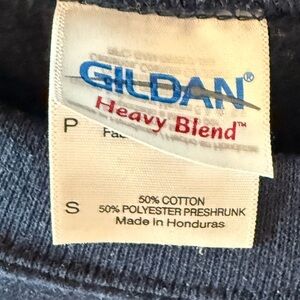 GILDAN®
Heavy Blend™
P
S
50% COTTON
50% POLYESTER PRESHRUNK
Made in Honduras